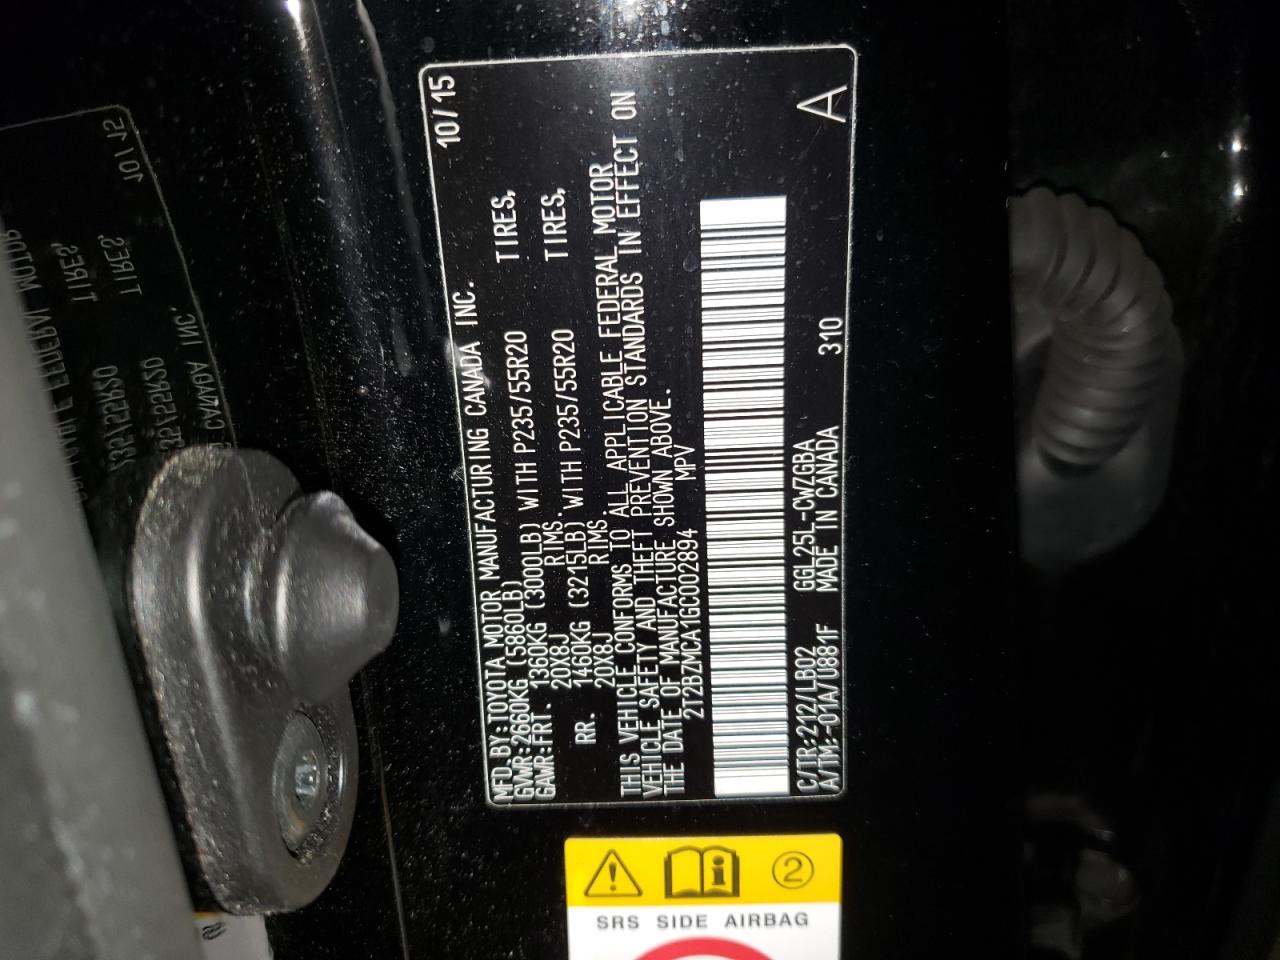 10/15
MFD BY:TOYOTA MOTOR MANUFACTURING CANADA INC.
GVWR:2660KG (5860LB)
GAWR:FRT. 1360KG (3000LB) WITH P235/55R20 TIRES,
20X8J RIMS.
RR. 1460KG (3215LB) WITH P235/55R20 TIRES,
20X8J RIMS.
THIS VEHICLE CONFORMS TO ALL APPLICABLE FEDERAL MOTOR
VEHICLE SAFETY AND THEFT PREVENTION STANDARDS IN EFFECT ON
THE DATE OF MANUFACTURE SHOWN ABOVE.
2T2BZMCA1GC002894 MPV
C/TR:212/LB02 GGL25L-CWZGBA
A/TM:-01A/U881F MADE IN CANADA 310
A
2
SRS SIDE AIRBAG